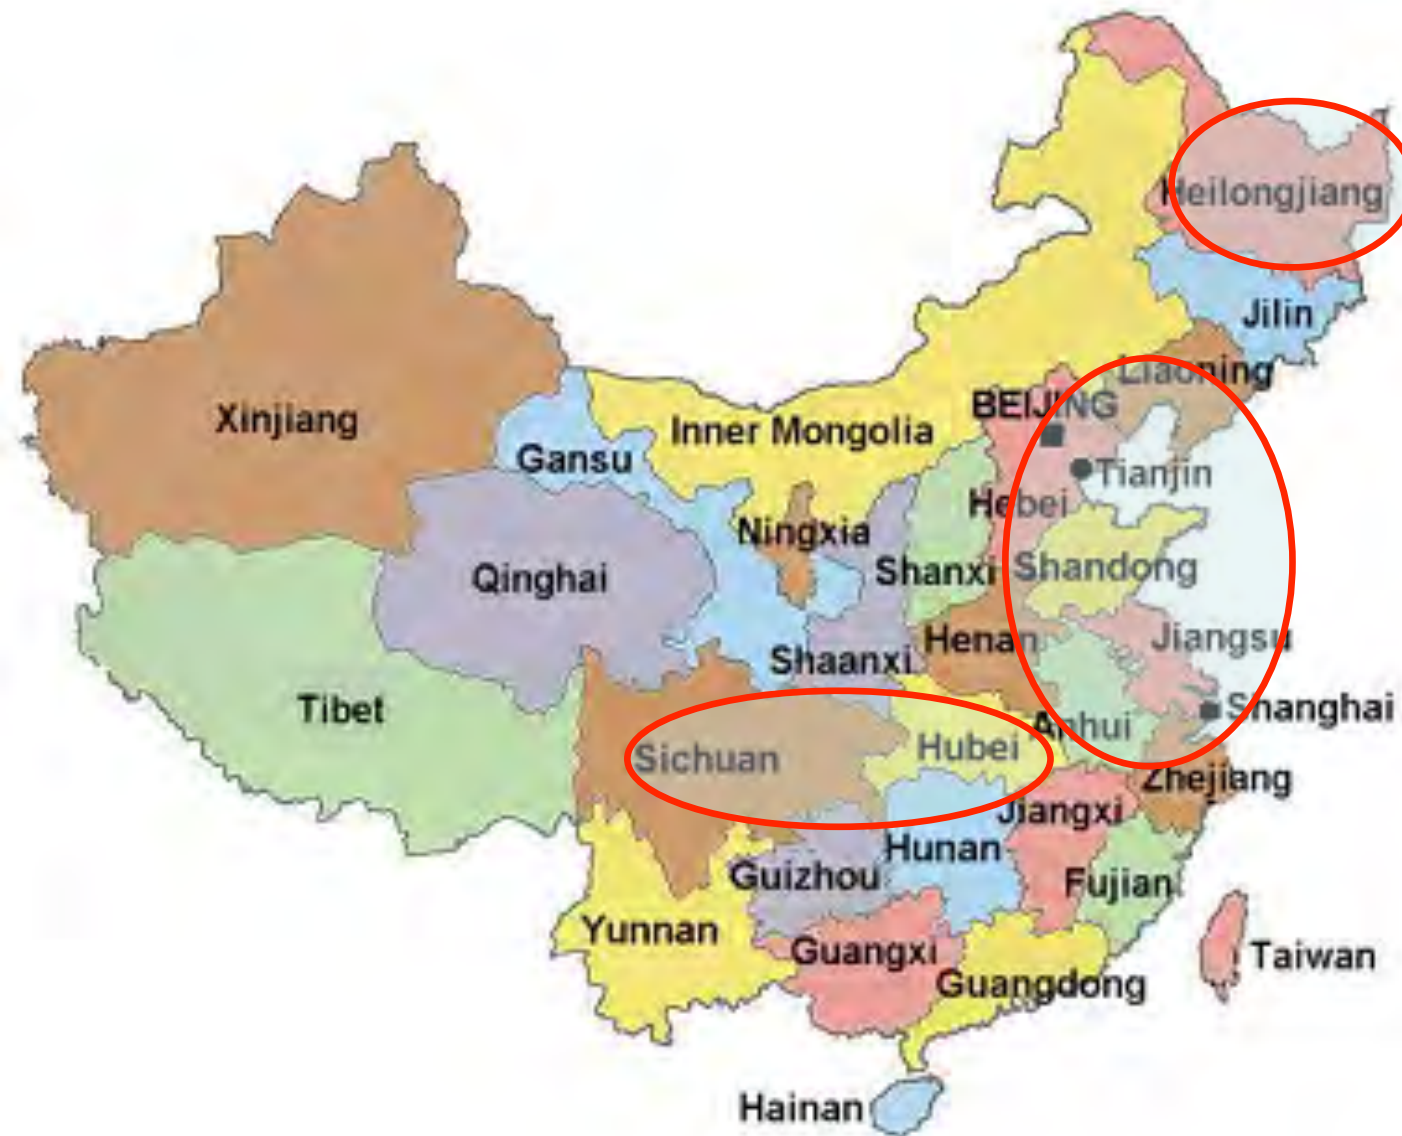 Heilongjiang
Jilin
Liaoning
BEIJING
Xinjiang
Inner Mongolia
Gansu
Tianjin
Hebei
Ningxia
Qinghai
Shanxi
Shandong
Henan
Jiangsu
Shaanxi
Tibet
Shanghai
Anhui
Hubei
Sichuan
Zhejiang
Jiangxi
Hunan
Guizhou
Fujian
Yunnan
Guangxi
Taiwan
Guangdong
Hainan